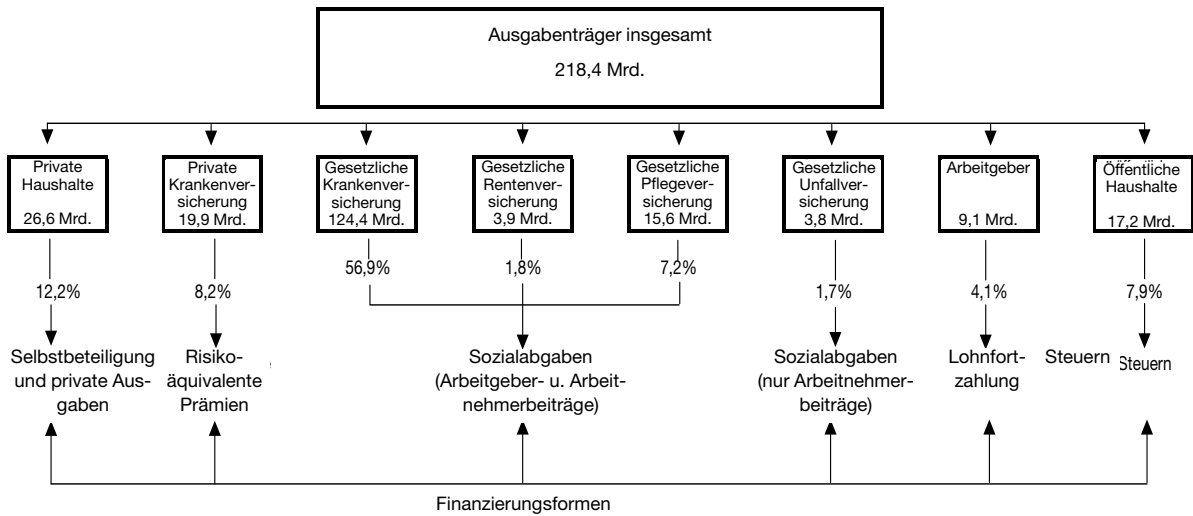 Ausgabenträger insgesamt
218,4 Mrd.
Private
Haushalte
26,6 Mrd.
Private
Krankenver-
sicherung
19,9 Mrd.
Gesetzliche
Krankenver-
sicherung
124,4 Mrd.
Gesetzliche
Rentenver-
sicherung
3,9 Mrd.
Gesetzliche
Pflegever-
sicherung
15,6 Mrd.
Gesetzliche
Unfallver-
sicherung
3,8 Mrd.
Arbeitgeber
9,1 Mrd.
Öffentliche
Haushalte
17,2 Mrd.
12,2%
8,2%
56,9%
1,8%
7,2%
1,7%
4,1%
7,9%
Selbstbeteiligung
und private Aus-
gaben
Risiko-
äquivalente
Prämien
Sozialabgaben
(Arbeitgeber- u. Arbeit-
nehmerbeiträge)
Sozialabgaben
(nur Arbeitnehmer-
beiträge)
Lohnfort-
zahlung
Steuern
Steuern
Finanzierungsformen